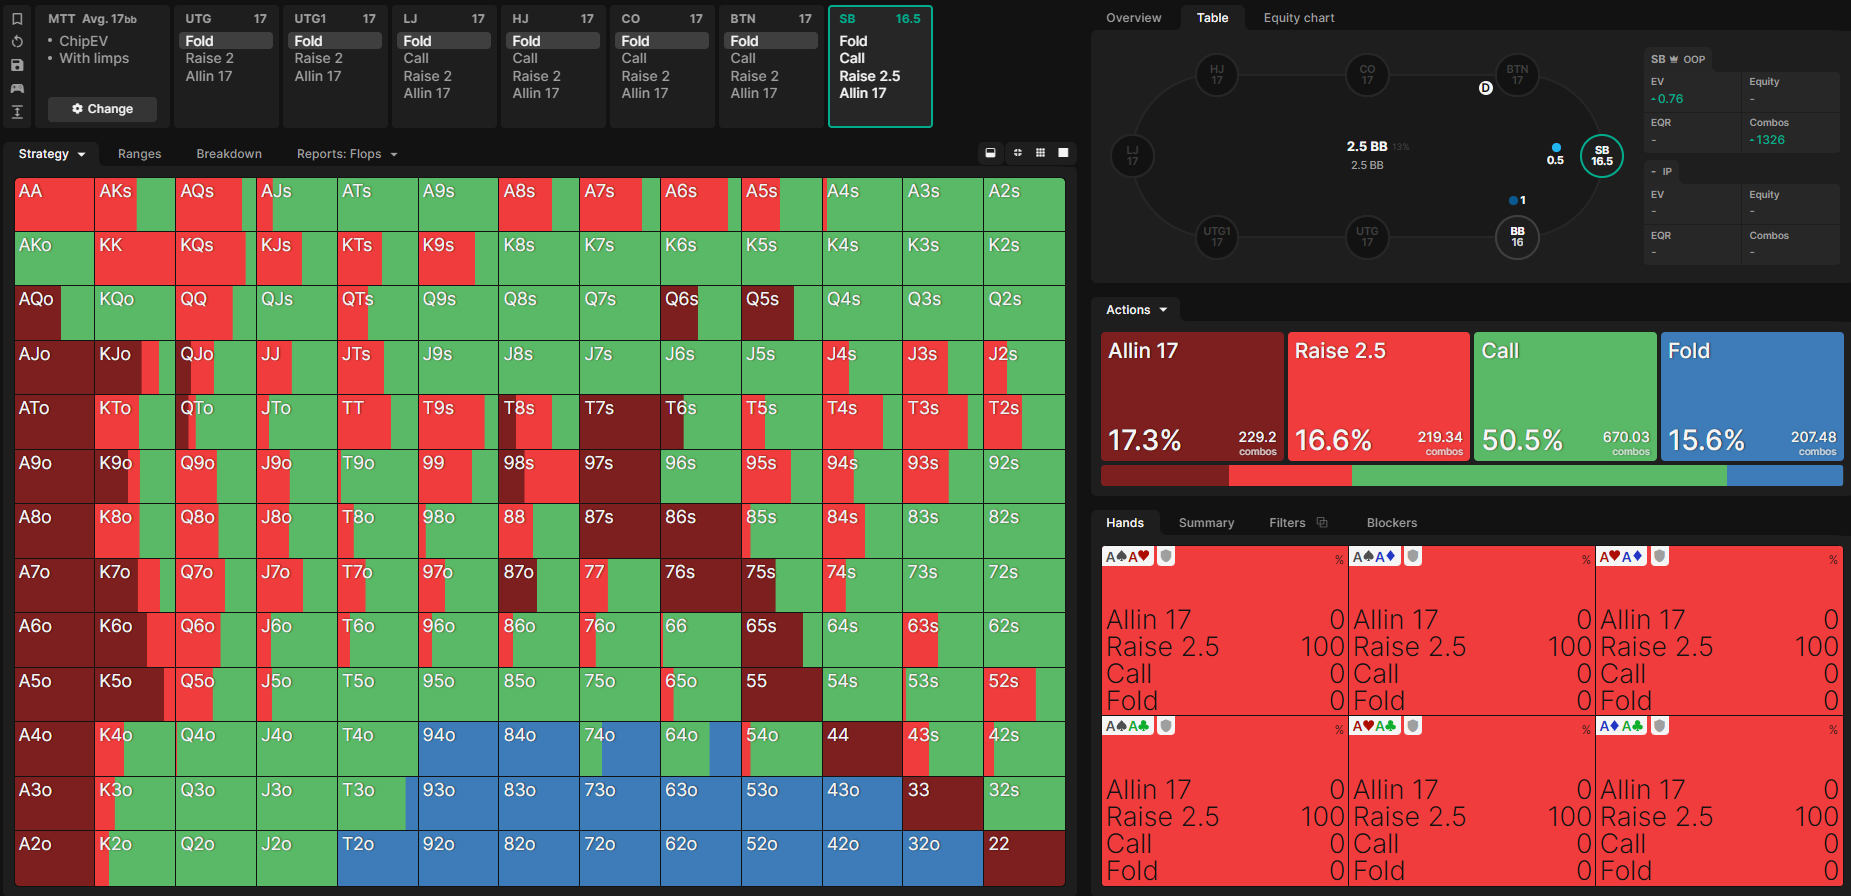 MTT Avg. 17bb
• ChipEV
• With limps
Change
UTG 17
Fold
Raise 2
Allin 17
UTG1 17
Fold
Raise 2
Allin 17
LJ 17
Fold
Call
Raise 2
Allin 17
HJ 17
Fold
Call
Raise 2
Allin 17
CO 17
Fold
Call
Raise 2
Allin 17
BTN 17
Fold
Call
Raise 2
Allin 17
SB 16.5
Fold
Call
Raise 2.5
Allin 17
Strategy Ranges Breakdown Reports: Flops
AA AKs AQs AJs ATs A9s A8s A7s A6s A5s A4s A3s A2s
AKo KK KQs KJs KTs K9s K8s K7s K6s K5s K4s K3s K2s
AQo KQo QQ QJs QTs Q9s Q8s Q7s Q6s Q5s Q4s Q3s Q2s
AJo KJo QJo JJ JTs J9s J8s J7s J6s J5s J4s J3s J2s
ATo KTo QTo JTo TT T9s T8s T7s T6s T5s T4s T3s T2s
A9o K9o Q9o J9o T9o 99 98s 97s 96s 95s 94s 93s 92s
A8o K8o Q8o J8o T8o 98o 88 87s 86s 85s 84s 83s 82s
A7o K7o Q7o J7o T7o 97o 87o 77 76s 75s 74s 73s 72s
A6o K6o Q6o J6o T6o 96o 86o 76o 66 65s 64s 63s 62s
A5o K5o Q5o J5o T5o 95o 85o 75o 65o 55 54s 53s 52s
A4o K4o Q4o J4o T4o 94o 84o 74o 64o 54o 44 43s 42s
A3o K3o Q3o J3o T3o 93o 83o 73o 63o 53o 43o 33 32s
A2o K2o Q2o J2o T2o 92o 82o 72o 62o 52o 42o 32o 22
Overview Table Equity chart
HJ
17
CO
17
BTN
17
D
LJ
17
2.5 BB 13%
2.5 BB
0.5
SB
16.5
1
UTG1
17
UTG
17
BB
16
SB OOP
EV Equity
0.76 -
EQR Combos
- 1326
- IP
EV Equity
- -
EQR Combos
- -
Actions
Allin 17
17.3% 229.2
combos
Raise 2.5
16.6% 219.34
combos
Call
50.5% 670.03
combos
Fold
15.6% 207.48
combos
Hands Summary Filters Blockers
A♠A♥ %
Allin 17 0
Raise 2.5 100
Call 0
Fold 0
A♠A♦ %
Allin 17 0
Raise 2.5 100
Call 0
Fold 0
A♥A♦ %
Allin 17 0
Raise 2.5 100
Call 0
Fold 0
A♠A♣ %
Allin 17 0
Raise 2.5 100
Call 0
Fold 0
A♥A♣ %
Allin 17 0
Raise 2.5 100
Call 0
Fold 0
A♦A♣ %
Allin 17 0
Raise 2.5 100
Call 0
Fold 0